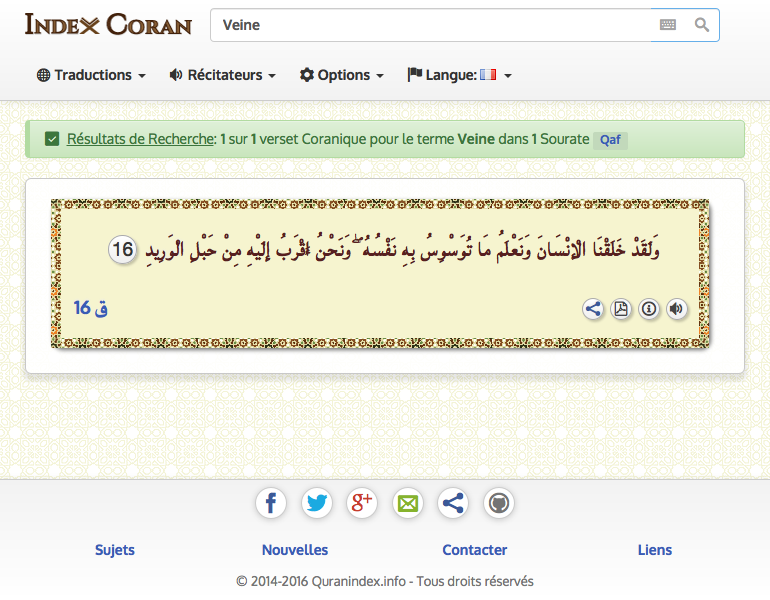 INDEX CORAN
Veine
Traductions Récitateurs Options Langue:
Résultats de Recherche: 1 sur 1 verset Coranique pour le terme Veine dans 1 Sourate Qaf
وَلَقَدْ خَلَقْنَا الْإِنْسَانَ وَنَعْلَمُ مَا تُوَسْوِسُ بِهِ نَفْسُهُ ۖ وَنَحْنُ أَقْرَبُ إِلَيْهِ مِنْ حَبْلِ الْوَرِيدِ 16
ق 16
Sujets Nouvelles Contacter Liens
© 2014-2016 Quranindex.info - Tous droits réservés